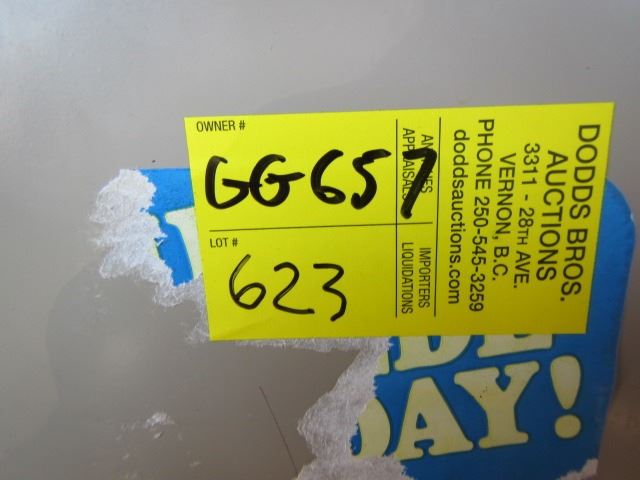 OWNER #
GG657
LOT #
623
ANTIQUES
APPRAISALS
IMPORTERS
LIQUIDATIONS
DODDS BROS.
AUCTIONS
3311 - 28TH AVE.
VERNON, B.C.
PHONE 250-545-3259
doddsauctions.com
DAY!